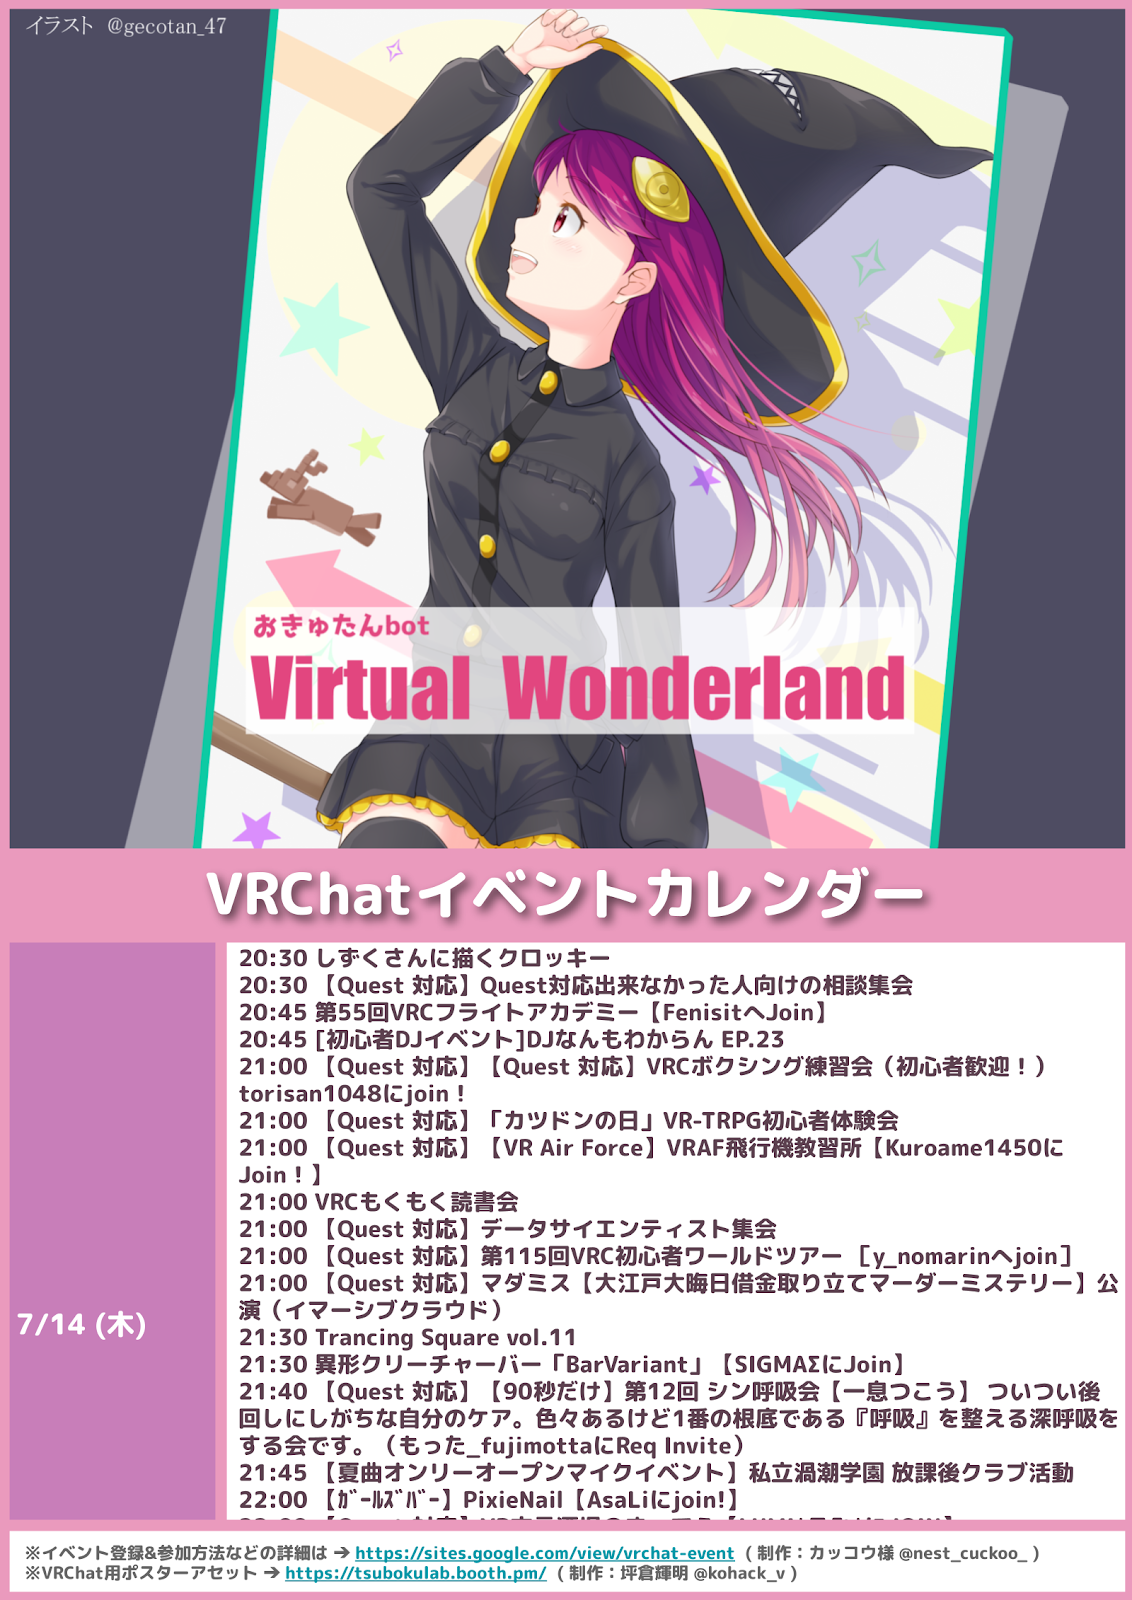 イラスト @gecotan_47
おきゅたんbot
Virtual Wonderland
VRChatイベントカレンダー
7/14 (木)
20:30 しずくさんに描くクロッキー
20:30 【Quest 対応】Quest対応出来なかった人向けの相談集会
20:45 第55回VRCフライトアカデミー【FenisitへJoin】
20:45 [初心者DJイベント]DJなんもわからん EP.23
21:00 【Quest 対応】【Quest 対応】VRCボクシング練習会（初心者歓迎！）
torisan1048にjoin！
21:00 【Quest 対応】「カツドンの日」VR-TRPG初心者体験会
21:00 【Quest 対応】【VR Air Force】VRAF飛行機教習所【Kuroame1450に
Join！】
21:00 VRCもくもく読書会
21:00 【Quest 対応】データサイエンティスト集会
21:00 【Quest 対応】第115回VRC初心者ワールドツアー ［y_nomarinへjoin］
21:00 【Quest 対応】マダミス【大江戸大晦日借金取り立てマーダーミステリー】公
演（イマーシブクラウド）
21:30 Trancing Square vol.11
21:30 異形クリーチャーバー「BarVariant」【SIGMAΣにJoin】
21:40 【Quest 対応】【90秒だけ】第12回 シン呼吸会【一息つこう】 ついつい後
回しにしがちな自分のケア。色々あるけど1番の根底である『呼吸』を整える深呼吸を
する会です。（もった_fujimottaにReq Invite）
21:45 【夏曲オンリーオープンマイクイベント】私立渦潮学園 放課後クラブ活動
22:00 【ｶﾞｰﾙｽﾞﾊﾞｰ】PixieNail【AsaLiにjoin!】
※イベント登録&参加方法などの詳細は ➔ https://sites.google.com/view/vrchat-event （ 制作：カッコウ様 @nest_cuckoo_ ）
※VRChat用ポスターアセット ➔ https://tsubokulab.booth.pm/ （ 制作：坪倉輝明 @kohack_v ）